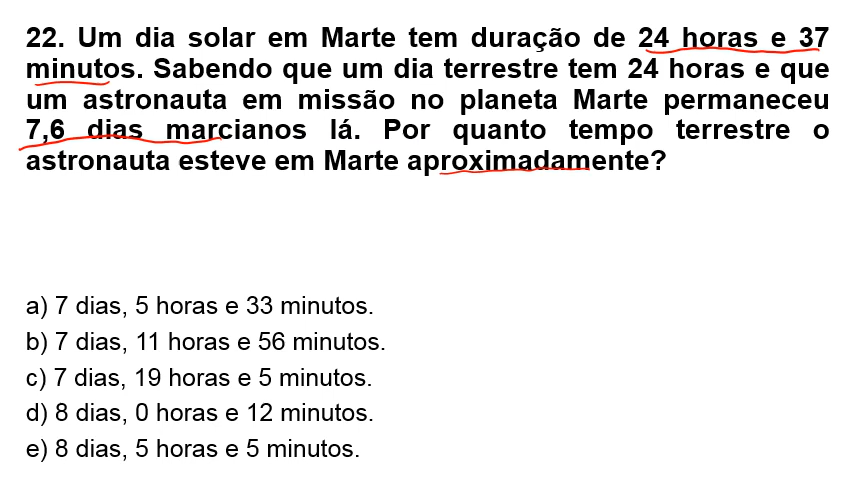 22. Um dia solar em Marte tem duração de 24 horas e 37
minutos. Sabendo que um dia terrestre tem 24 horas e que
um astronauta em missão no planeta Marte permaneceu
7,6 dias marcianos lá. Por quanto tempo terrestre o
astronauta esteve em Marte aproximadamente?
a) 7 dias, 5 horas e 33 minutos.
b) 7 dias, 11 horas e 56 minutos.
c) 7 dias, 19 horas e 5 minutos.
d) 8 dias, 0 horas e 12 minutos.
e) 8 dias, 5 horas e 5 minutos.